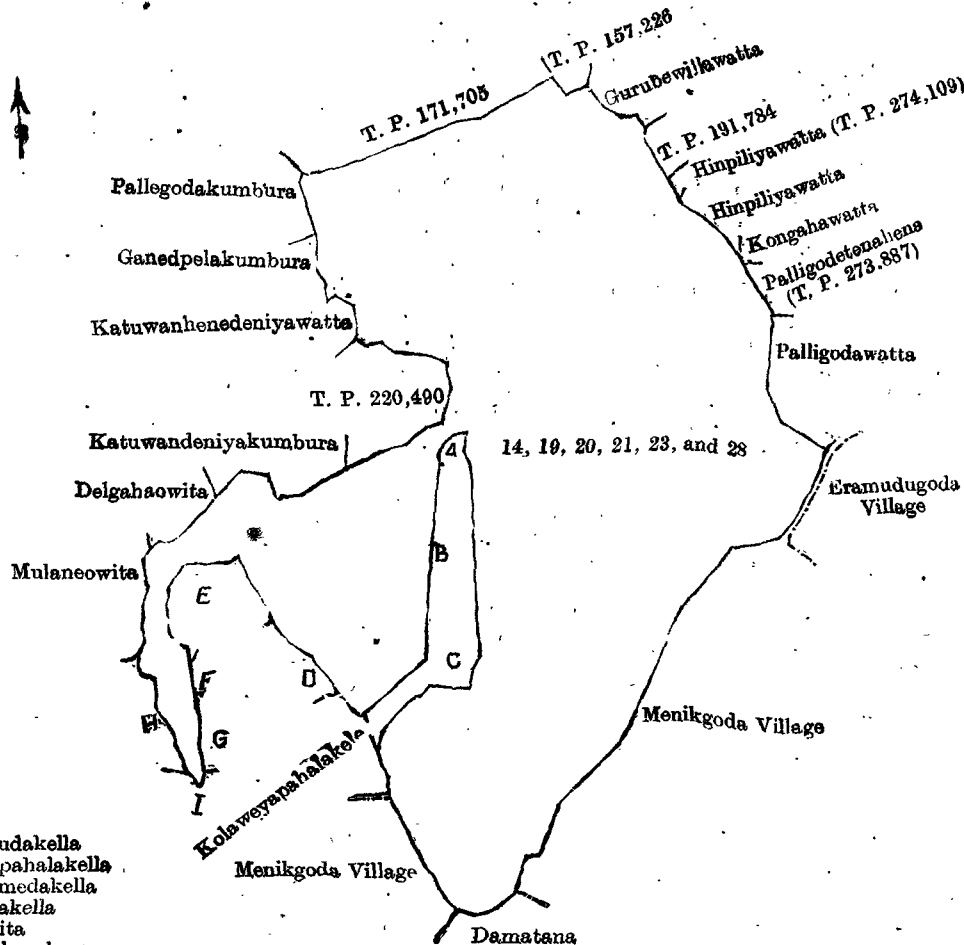 (T. P. 157,226
Gurubewillawatta
T. P. 171,705
T. P. 191,784
Hinpiliyawatta (T. P. 274,109)
Pallegodakumbura
Hinpiliyawatta
Kongahawatta
Ganedpelakumbura
Palligodetenahena
(T. P. 273.887)
Katuwanhenedeniyawatta
Palligodawatta
T. P. 220,490
Katuwandeniyakumbura
14, 19, 20, 21, 23, and 28
Delgahaowita
Eramudugoda
Village
B
Mulaneowita
E
C
D
F
Menikgoda Village
H
G
Kolaweyapahalakele
I
udakella
pahalakella
medakella
akella
ita
Menikgoda Village
Damatana